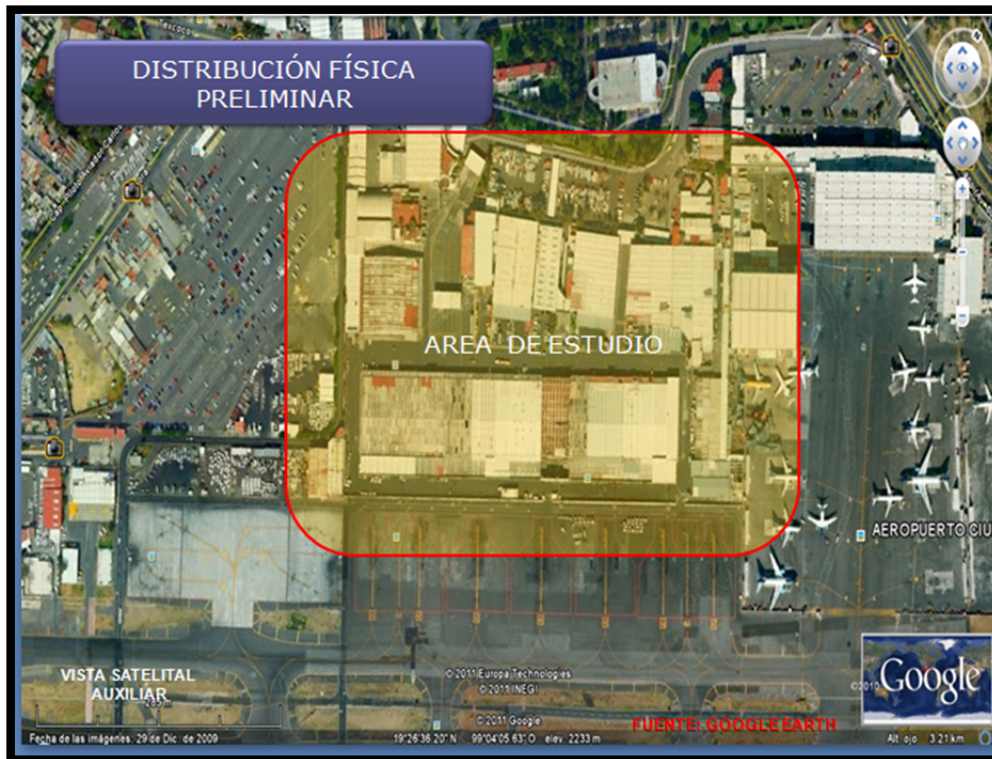 Texcoco
DISTRIBUCIÓN FÍSICA
PRELIMINAR
AREA DE ESTUDIO
AEROPUERTO CIU
VISTA SATELITAL
AUXILIAR
285 m
© 2011 Europa Technologies
© 2011 INEGI
© 2011 Google
©2010 Google
FUENTE: GOOGLE EARTH
Fecha de las imágenes: 29 de Dic. de 2009
19°26'36.20" N 99°04'05.63" O elev. 2233 m
Alt. ojo 3.21 km